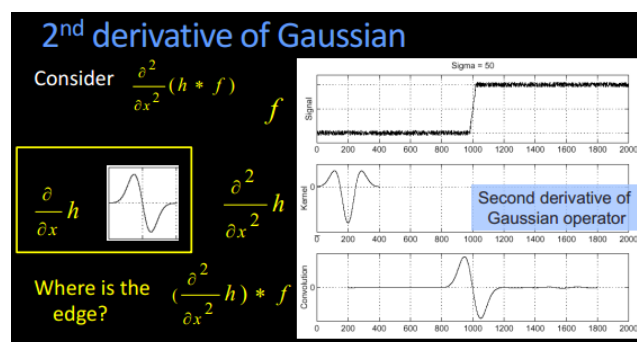 2nd derivative of Gaussian
Consider ∂²/∂x² (h * f)
f
∂/∂x h
∂²/∂x² h
Where is the edge?
(∂²/∂x² h) * f
Sigma = 50
Signal
0 200 400 600 800 1000 1200 1400 1600 1800 2000
Kernel
0
Second derivative of
Gaussian operator
0 200 400 600 800 1000 1200 1400 1600 1800 2000
Convolution
0
0 200 400 600 800 1000 1200 1400 1600 1800 2000